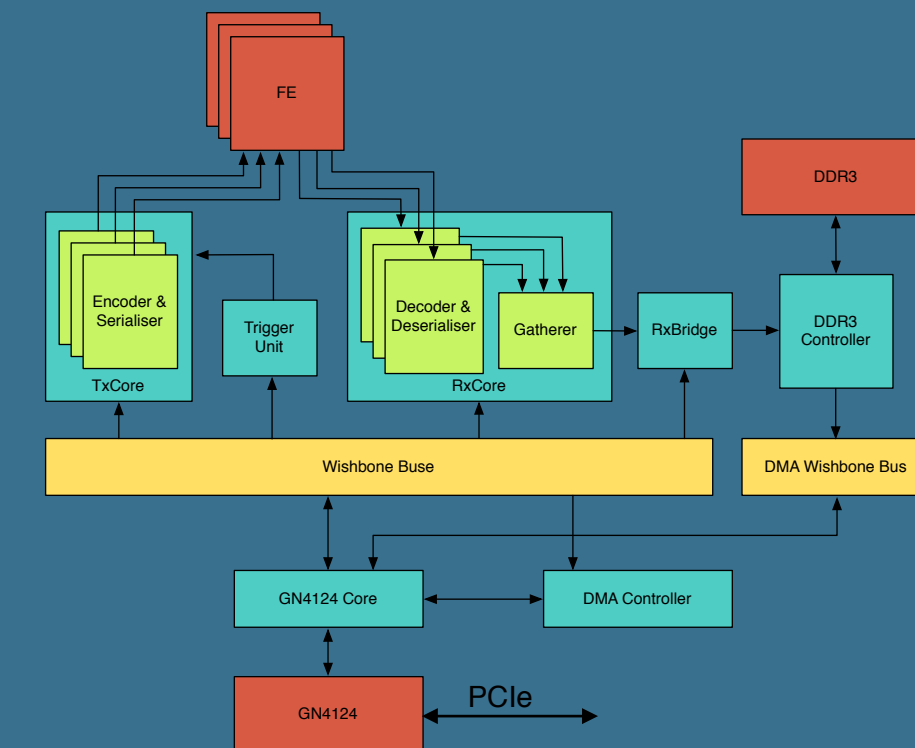 FE
DDR3
Encoder &
Serialiser
TxCore
Trigger
Unit
Decoder &
Deserialiser
Gatherer
RxCore
RxBridge
DDR3
Controller
Wishbone Buse
DMA Wishbone Bus
GN4124 Core
DMA Controller
GN4124
PCIe